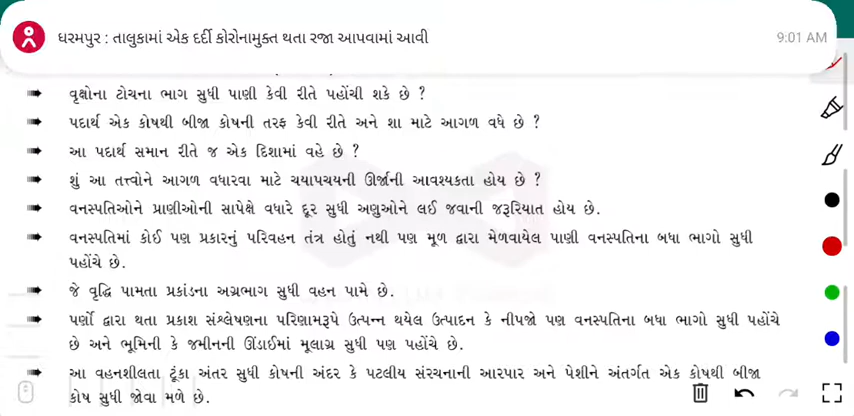 ધરમપુર : તાલુકામાં એક દર્દી કોરોનામુક્ત થતા રજા આપવામાં આવી
9:01 AM
➠ વૃક્ષોના ટોચના ભાગ સુધી પાણી કેવી રીતે પહોંચી શકે છે ?
➠ પદાર્થ એક કોષથી બીજા કોષની તરફ કેવી રીતે અને શા માટે આગળ વધે છે ?
➠ આ પદાર્થ સમાન રીતે જ એક દિશામાં વહે છે ?
➠ શું આ તત્ત્વોને આગળ વધારવા માટે ચયાપચયની ઊર્જાની આવશ્યકતા હોય છે ?
➠ વનસ્પતિઓને પ્રાણીઓની સાપેક્ષે વધારે દૂર સુધી અણુઓને લઈ જવાની જરૂરિયાત હોય છે.
➠ વનસ્પતિમાં કોઈ પણ પ્રકારનું પરિવહન તંત્ર હોતું નથી પણ મૂળ દ્વારા મેળવાયેલ પાણી વનસ્પતિના બધા ભાગો સુધી
પહોંચે છે.
➠ જે વૃદ્ધિ પામતા પ્રકાંડના અગ્રભાગ સુધી વહન પામે છે.
➠ પર્ણો દ્વારા થતા પ્રકાશ સંશ્લેષણના પરિણામરૂપે ઉત્પન્ન થયેલ ઉત્પાદન કે નીપજો પણ વનસ્પતિના બધા ભાગો સુધી પહોંચે
છે અને ભૂમિની કે જમીનની ઊંડાઈમાં મૂલાગ્ર સુધી પણ પહોંચે છે.
➠ આ વહનશીલતા ટૂંકા અંતર સુધી કોષની અંદર કે પટલીય સંરચનાની આરપાર અને પેશીને અંતર્ગત એક કોષથી બીજા
કોષ સુધી જોવા મળે છે.